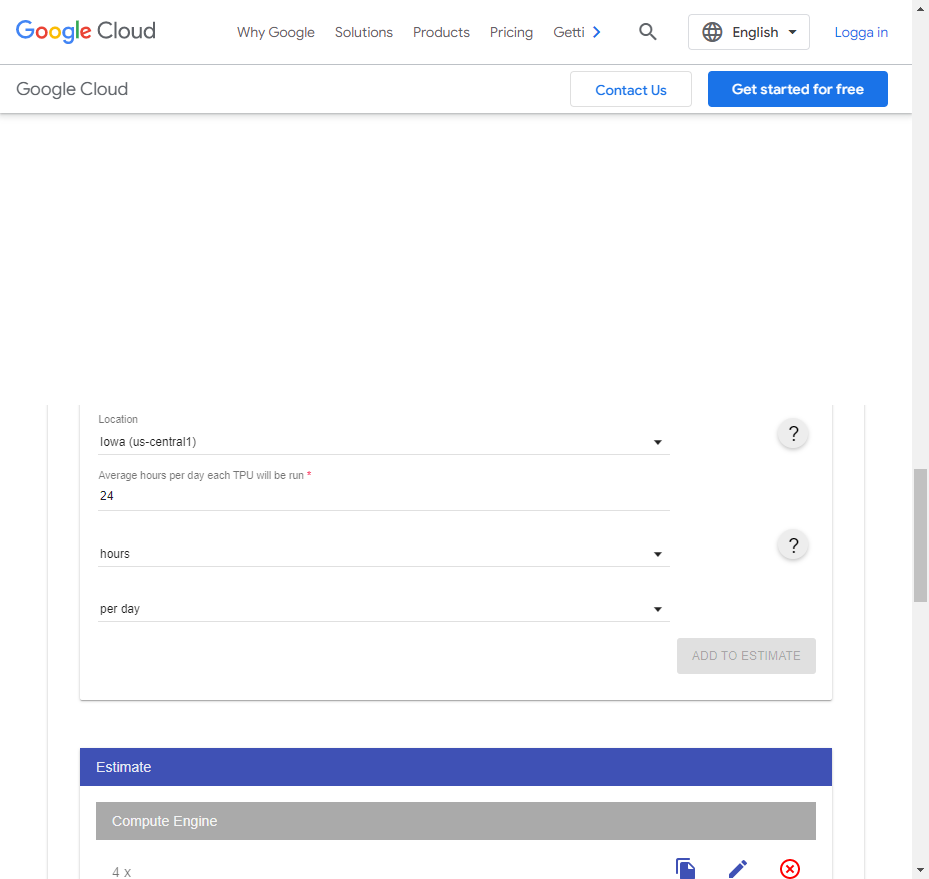 Google Cloud
Why Google
Solutions
Products
Pricing
Getti
English
Logga in
Google Cloud
Contact Us
Get started for free
Location
Iowa (us-central1)
?
Average hours per day each TPU will be run *
24
hours
?
per day
ADD TO ESTIMATE
Estimate
Compute Engine
4 x